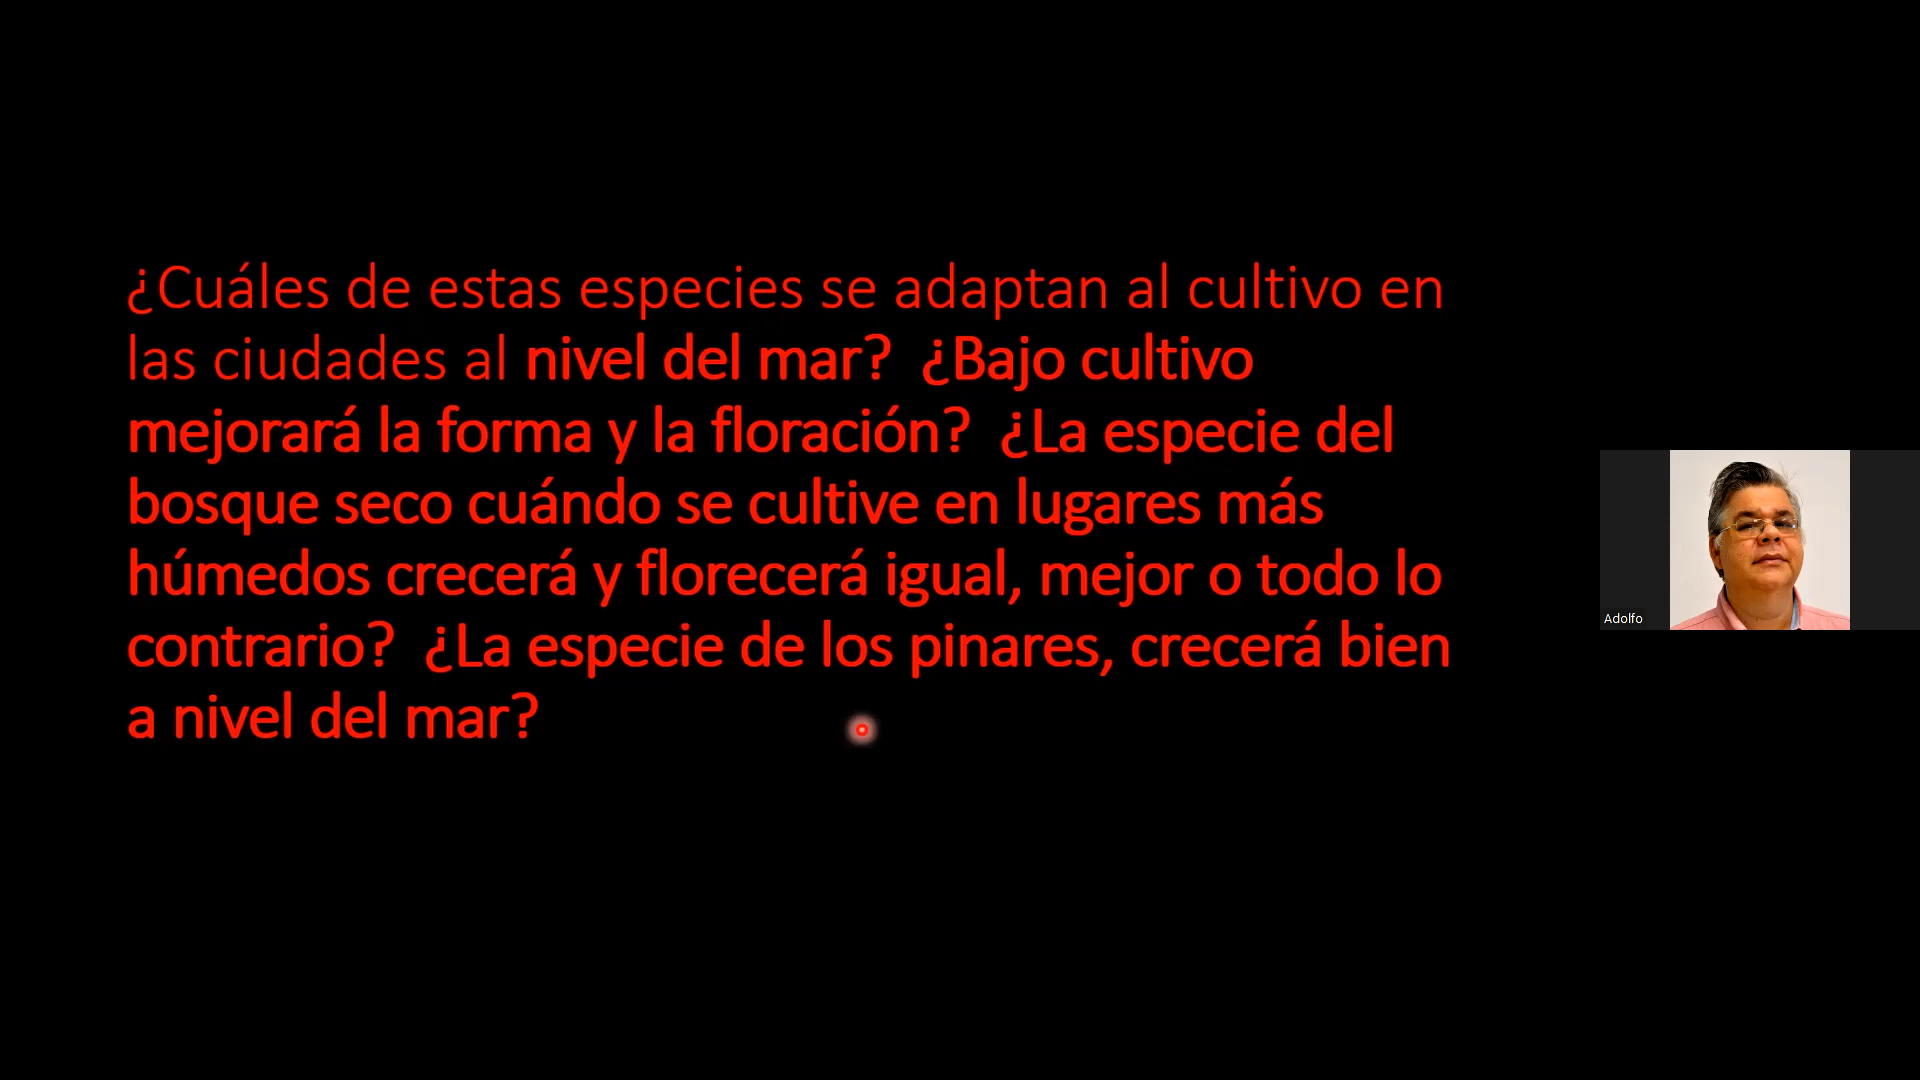 ¿Cuáles de estas especies se adaptan al cultivo en
las ciudades al nivel del mar?  ¿Bajo cultivo
mejorará la forma y la floración?  ¿La especie del
bosque seco cuándo se cultive en lugares más
húmedos crecerá y florecerá igual, mejor o todo lo
contrario?  ¿La especie de los pinares, crecerá bien
a nivel del mar?
Adolfo